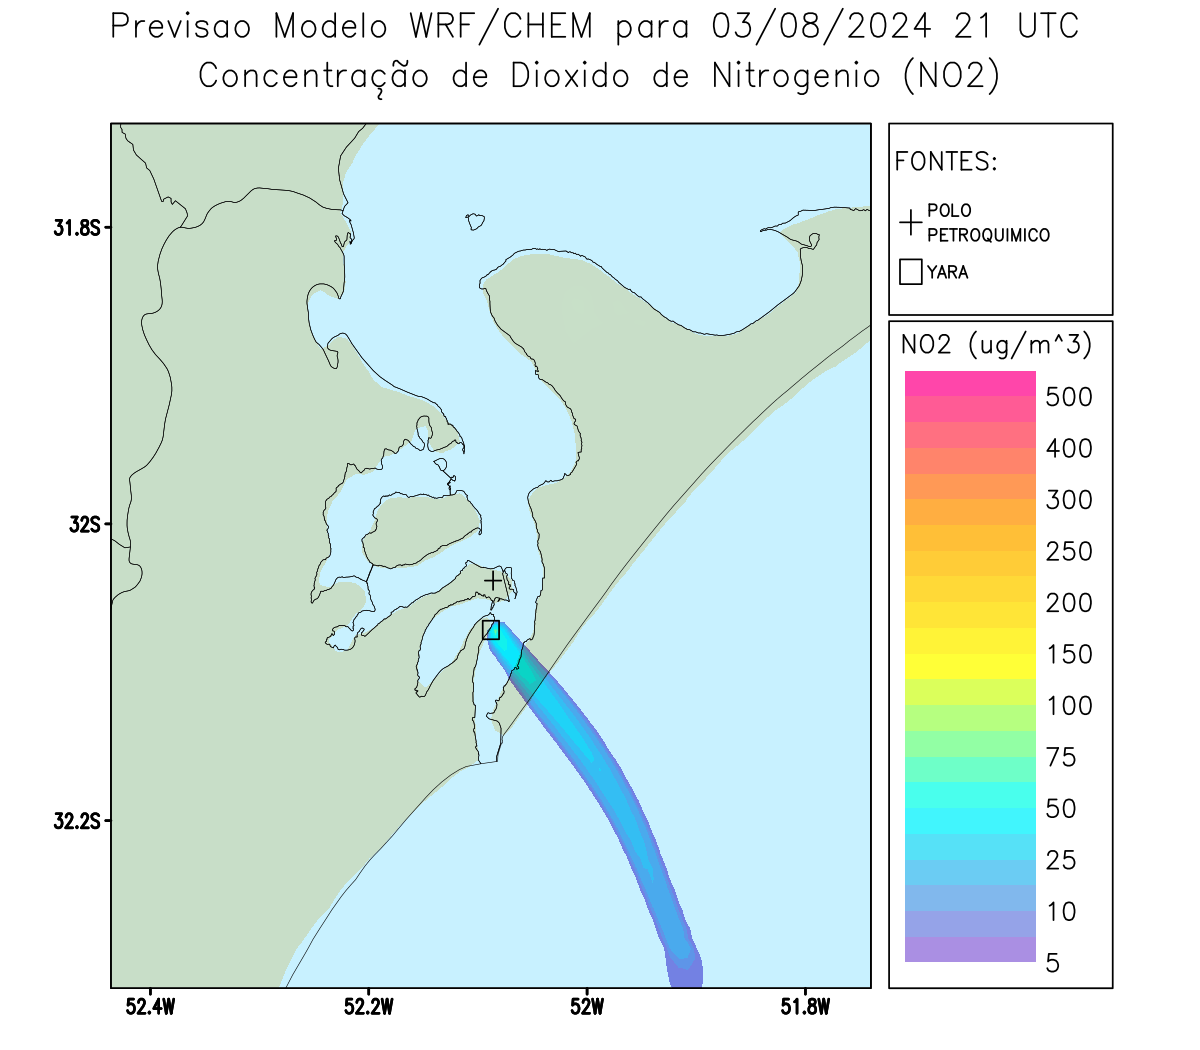 Previsao Modelo WRF/CHEM para 03/08/2024 21 UTC
Concentração de Dioxido de Nitrogenio (NO2)
FONTES:
POLO
PETROQUIMICO
YARA
31.8S
32S
32.2S
52.4W
52.2W
52W
51.8W
NO2 (ug/m^3)
500
400
300
250
200
150
100
75
50
25
10
5